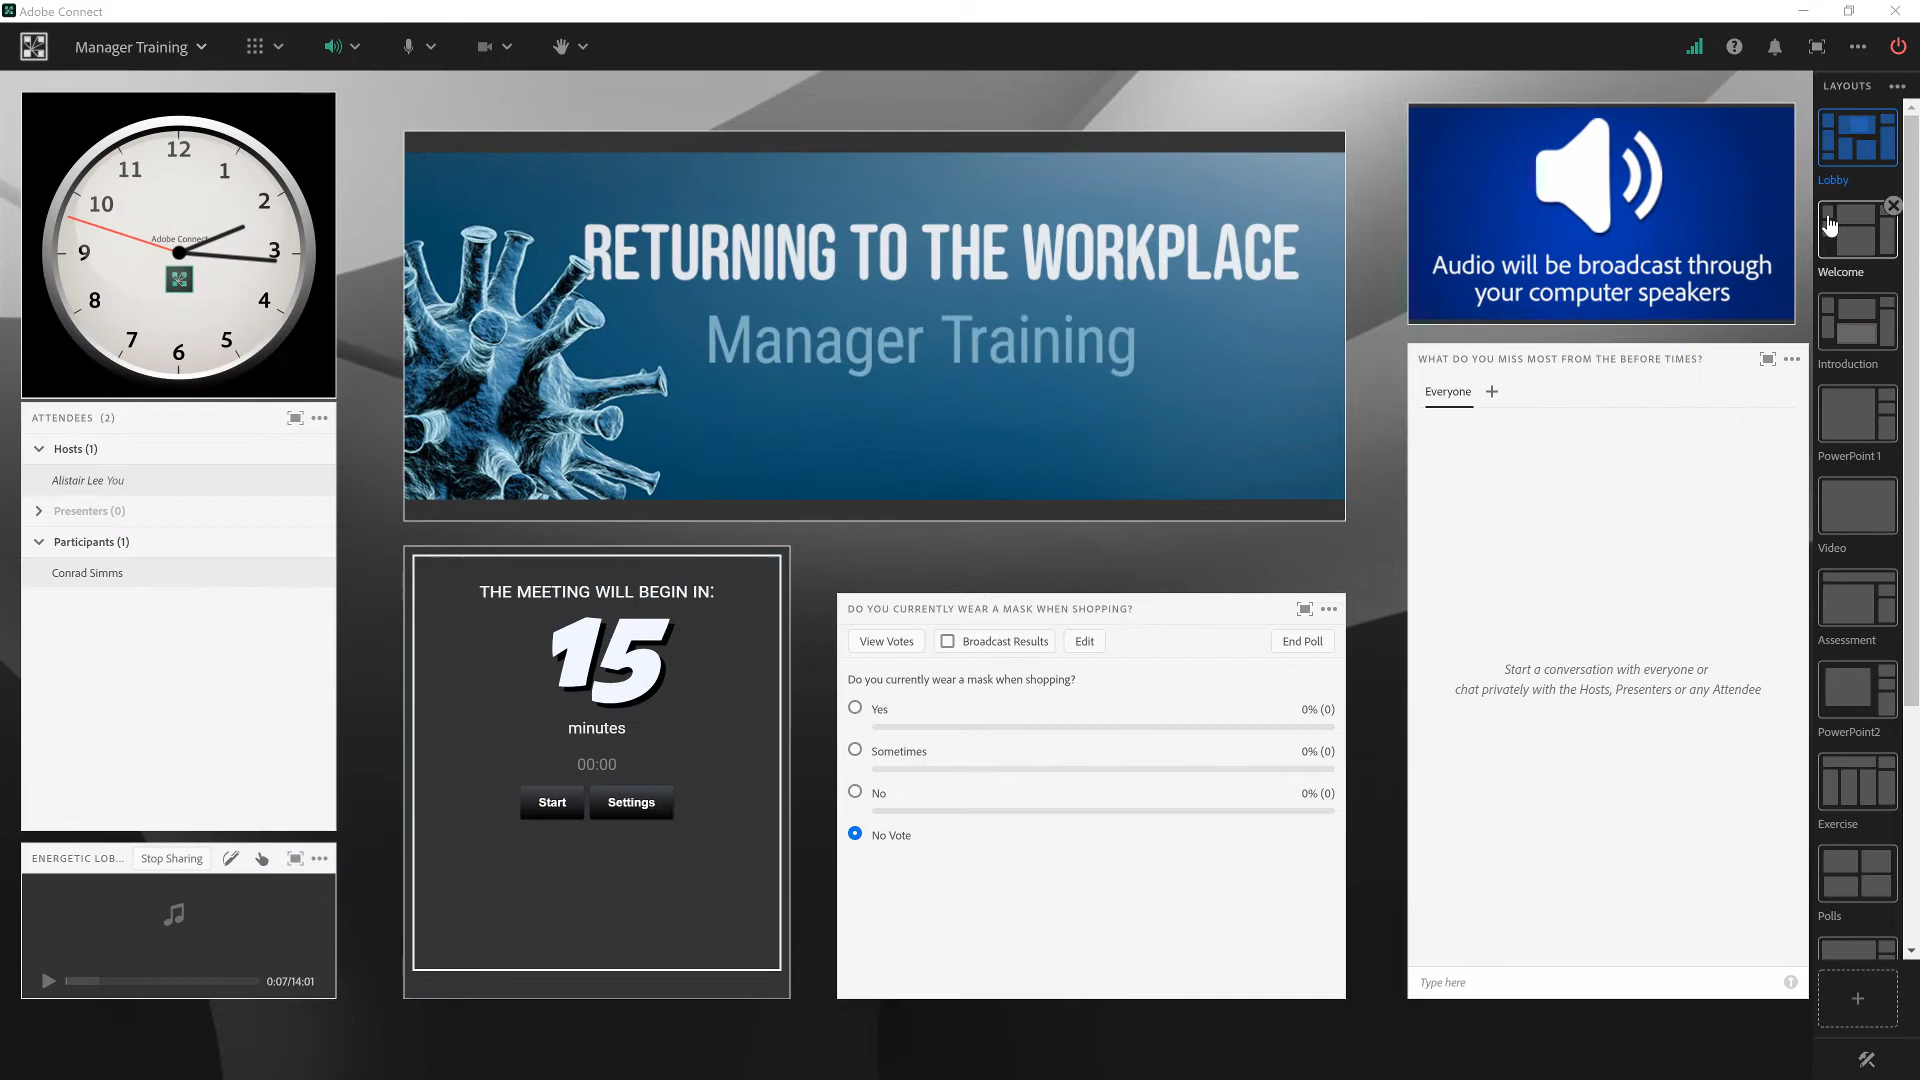 Adobe Connect
Manager Training
12
11
1
10
2
Adobe Connect
9
3
8
4
7
5
6
ATTENDEES (2)
Hosts (1)
Alistair Lee You
Presenters (0)
Participants (1)
Conrad Simms
ENERGETIC LOB...
Stop Sharing
0:07/14:01
RETURNING TO THE WORKPLACE
Manager Training
THE MEETING WILL BEGIN IN:
15
minutes
00:00
Start
Settings
DO YOU CURRENTLY WEAR A MASK WHEN SHOPPING?
View Votes
Broadcast Results
Edit
End Poll
Do you currently wear a mask when shopping?
Yes 0% (0)
Sometimes 0% (0)
No 0% (0)
No Vote
Audio will be broadcast through
your computer speakers
WHAT DO YOU MISS MOST FROM THE BEFORE TIMES?
Everyone
Start a conversation with everyone or
chat privately with the Hosts, Presenters or any Attendee
Type here
LAYOUTS
Lobby
Welcome
Introduction
PowerPoint 1
Video
Assessment
PowerPoint2
Exercise
Polls